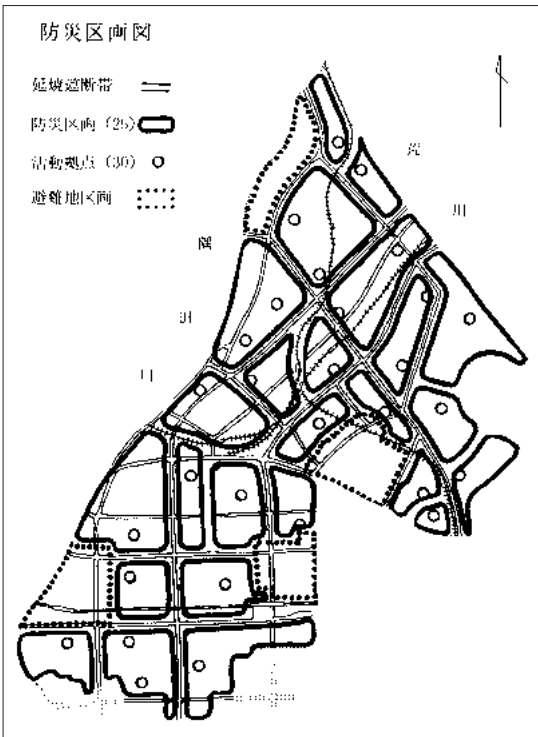 防災区画図
延焼遮断帯
防災区画(25)
活動拠点(30)
避難地区画
荒
川
隅
田
川